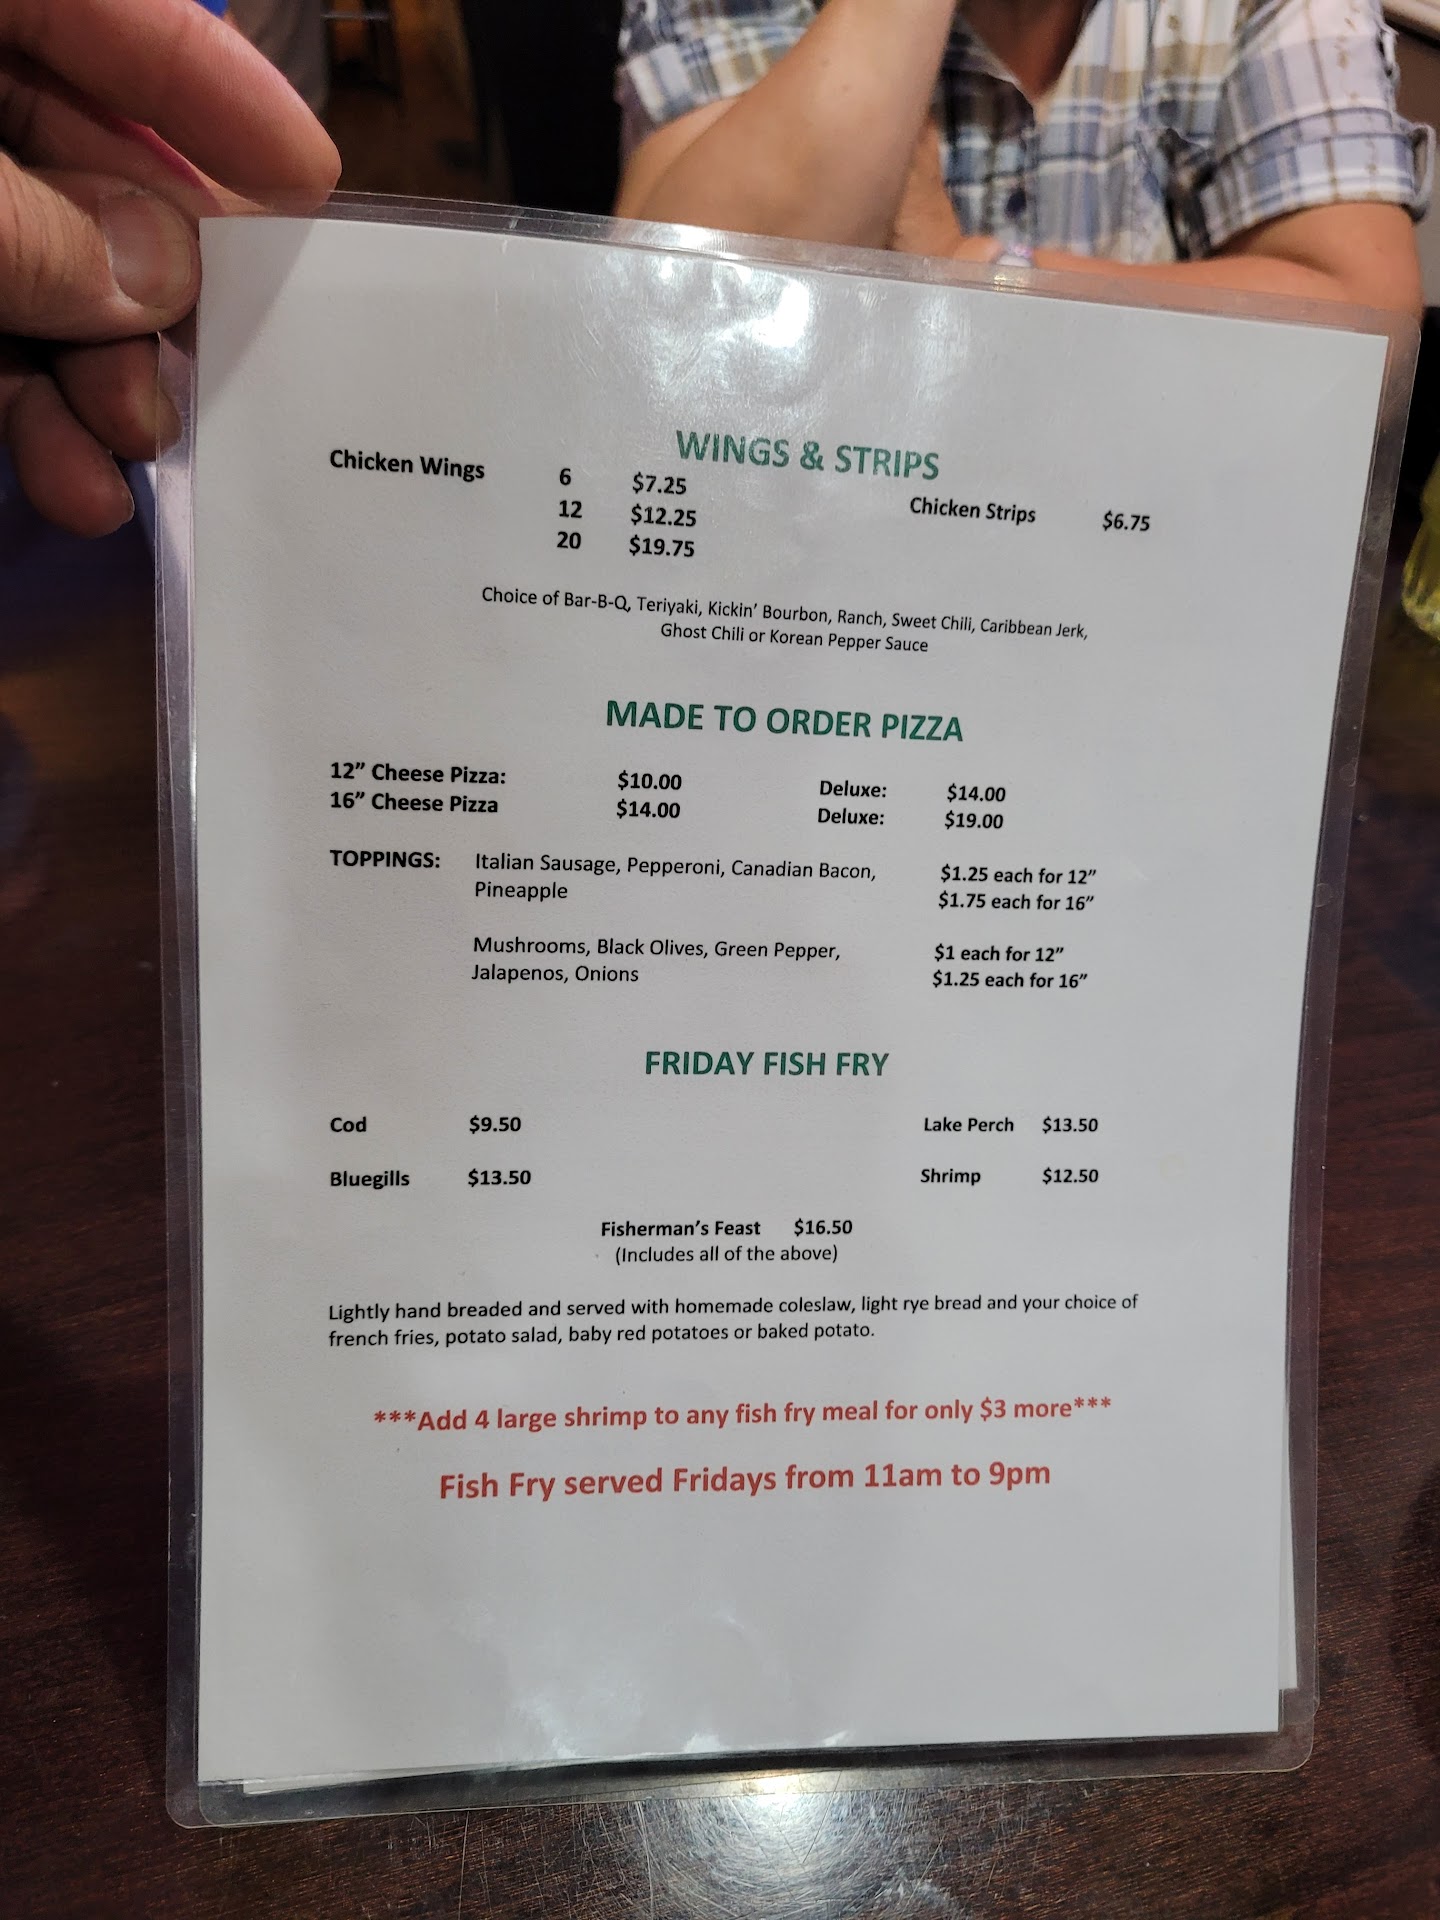 WINGS & STRIPS
Chicken Wings 6 $7.25
12 $12.25
20 $19.75
Chicken Strips $6.75
Choice of Bar-B-Q, Teriyaki, Kickin' Bourbon, Ranch, Sweet Chili, Caribbean Jerk,
Ghost Chili or Korean Pepper Sauce
MADE TO ORDER PIZZA
12" Cheese Pizza: $10.00 Deluxe: $14.00
16" Cheese Pizza $14.00 Deluxe: $19.00
TOPPINGS: Italian Sausage, Pepperoni, Canadian Bacon, $1.25 each for 12"
Pineapple $1.75 each for 16"
Mushrooms, Black Olives, Green Pepper, $1 each for 12"
Jalapenos, Onions $1.25 each for 16"
FRIDAY FISH FRY
Cod $9.50 Lake Perch $13.50
Bluegills $13.50 Shrimp $12.50
Fisherman's Feast $16.50
(Includes all of the above)
Lightly hand breaded and served with homemade coleslaw, light rye bread and your choice of
french fries, potato salad, baby red potatoes or baked potato.
***Add 4 large shrimp to any fish fry meal for only $3 more***
Fish Fry served Fridays from 11am to 9pm